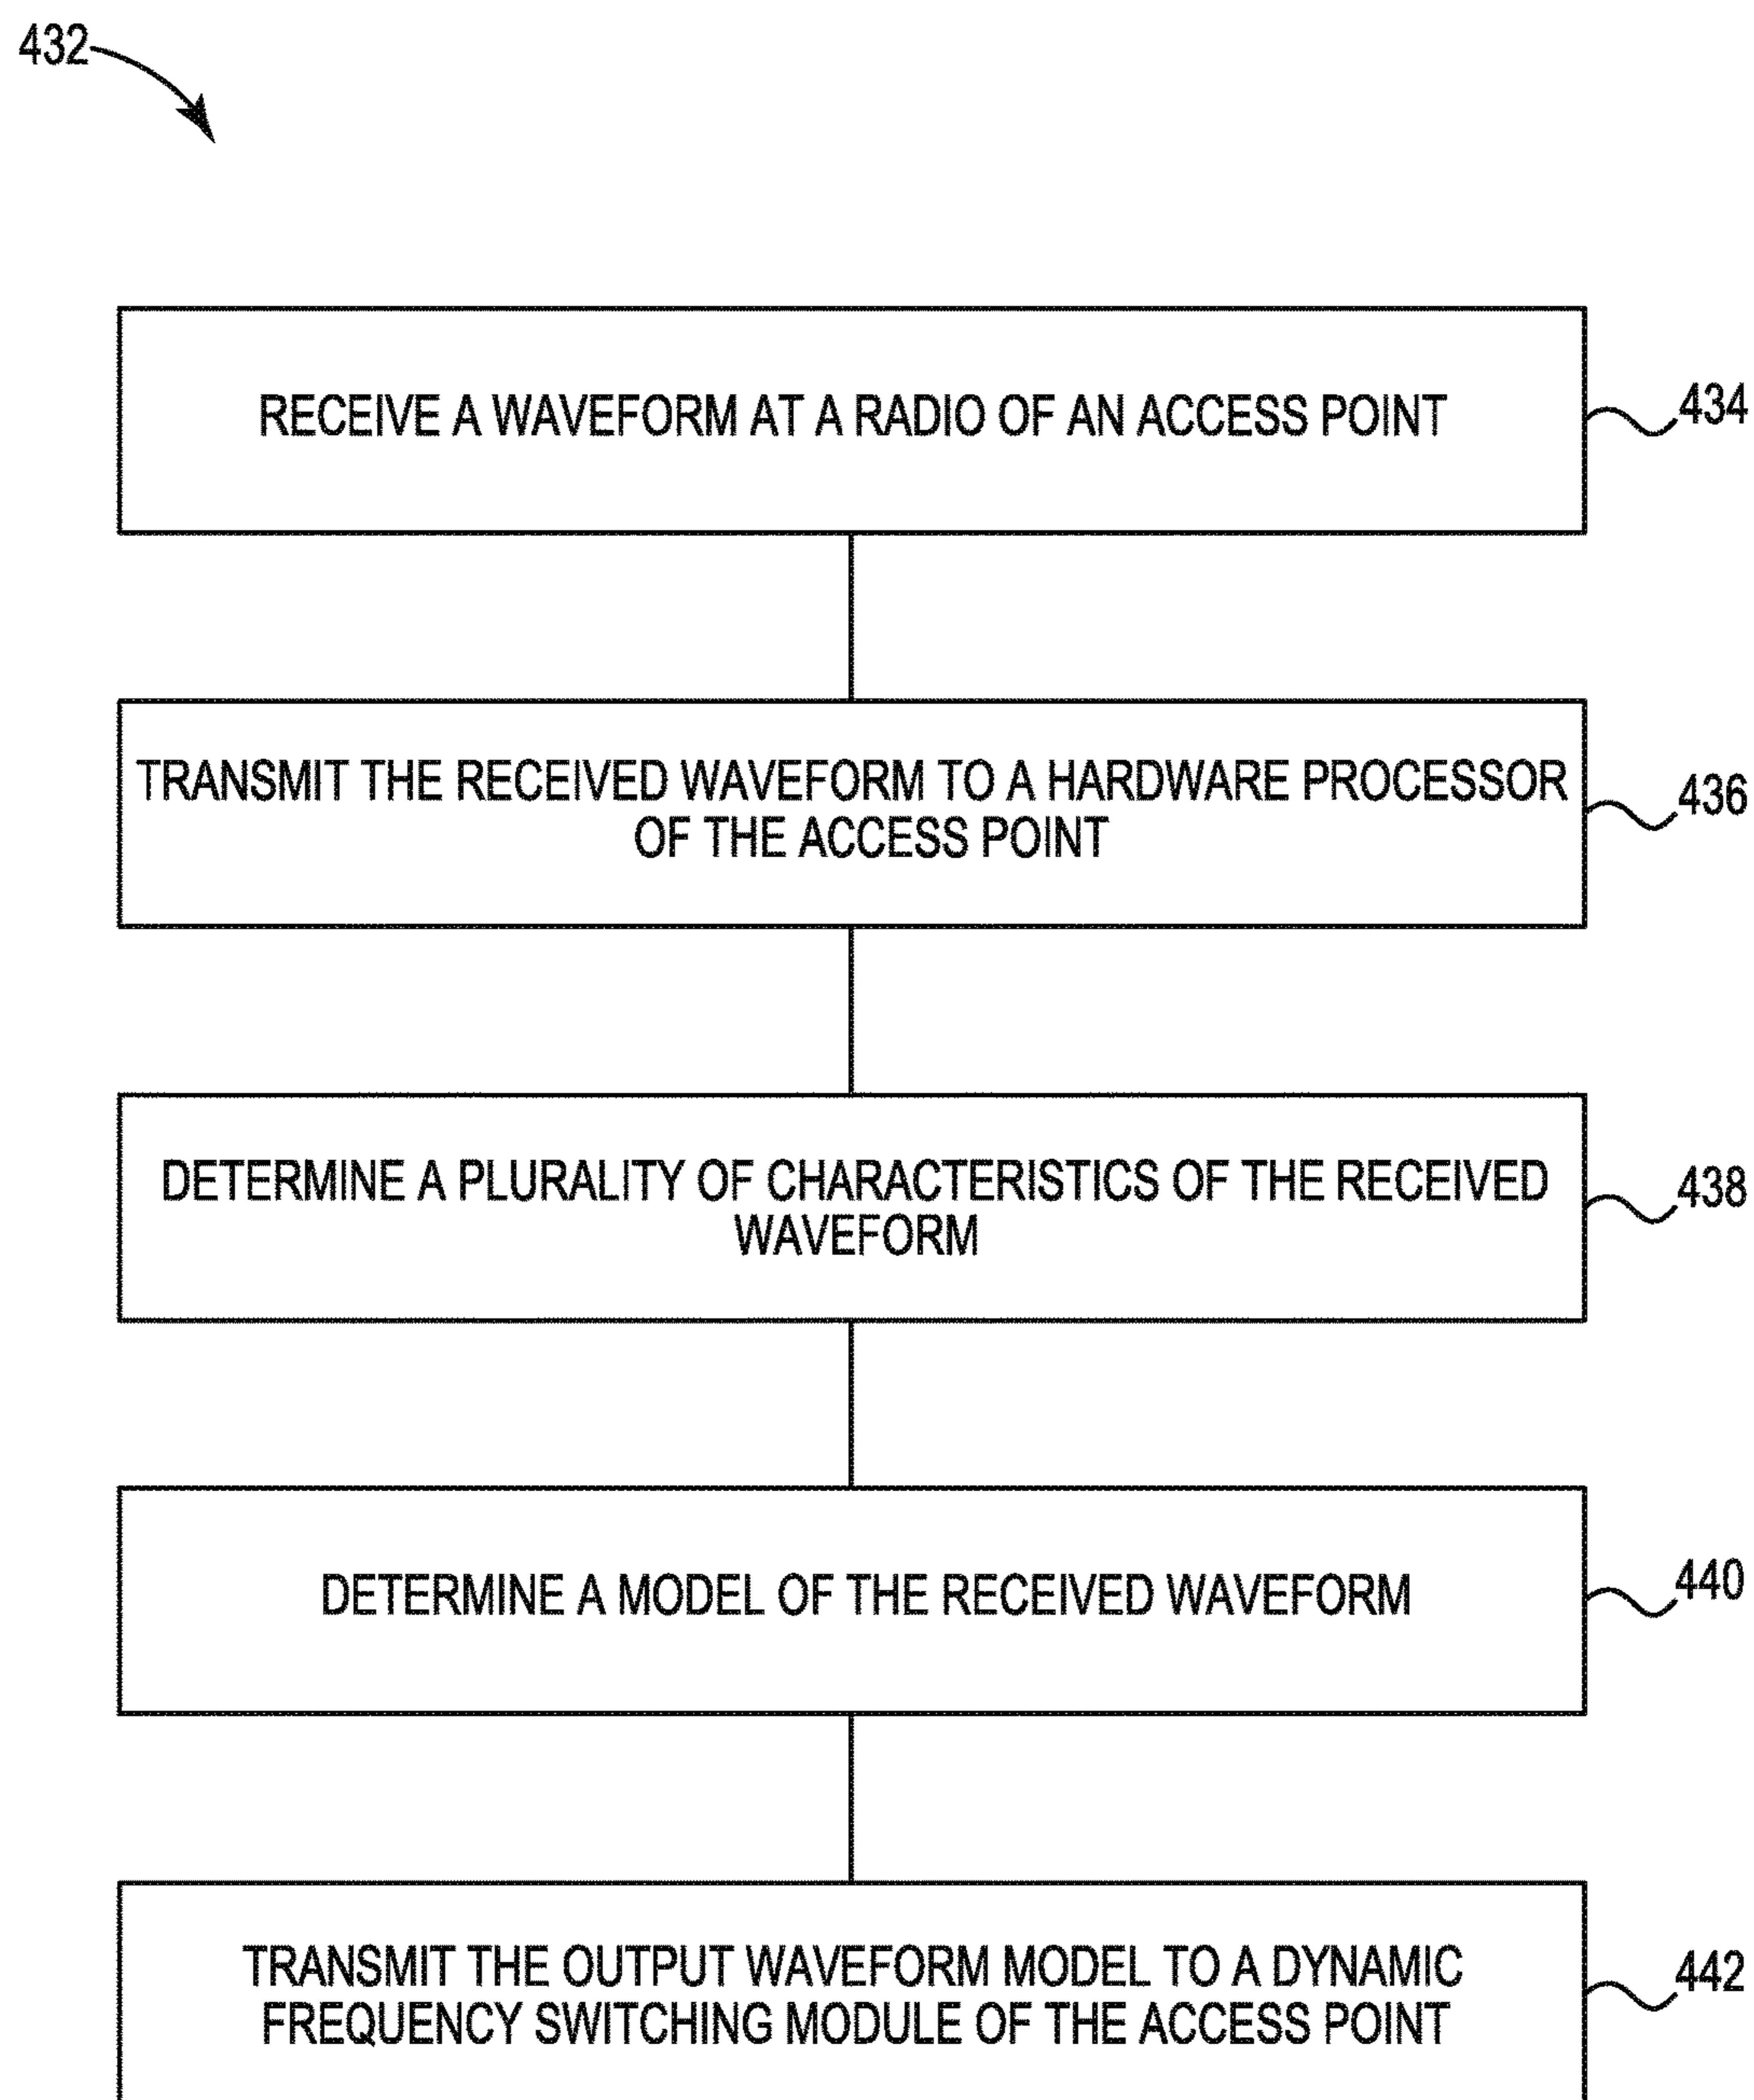 432
RECEIVE A WAVEFORM AT A RADIO OF AN ACCESS POINT
434
TRANSMIT THE RECEIVED WAVEFORM TO A HARDWARE PROCESSOR
OF THE ACCESS POINT
436
DETERMINE A PLURALITY OF CHARACTERISTICS OF THE RECEIVED
WAVEFORM
438
DETERMINE A MODEL OF THE RECEIVED WAVEFORM
440
TRANSMIT THE OUTPUT WAVEFORM MODEL TO A DYNAMIC
FREQUENCY SWITCHING MODULE OF THE ACCESS POINT
442